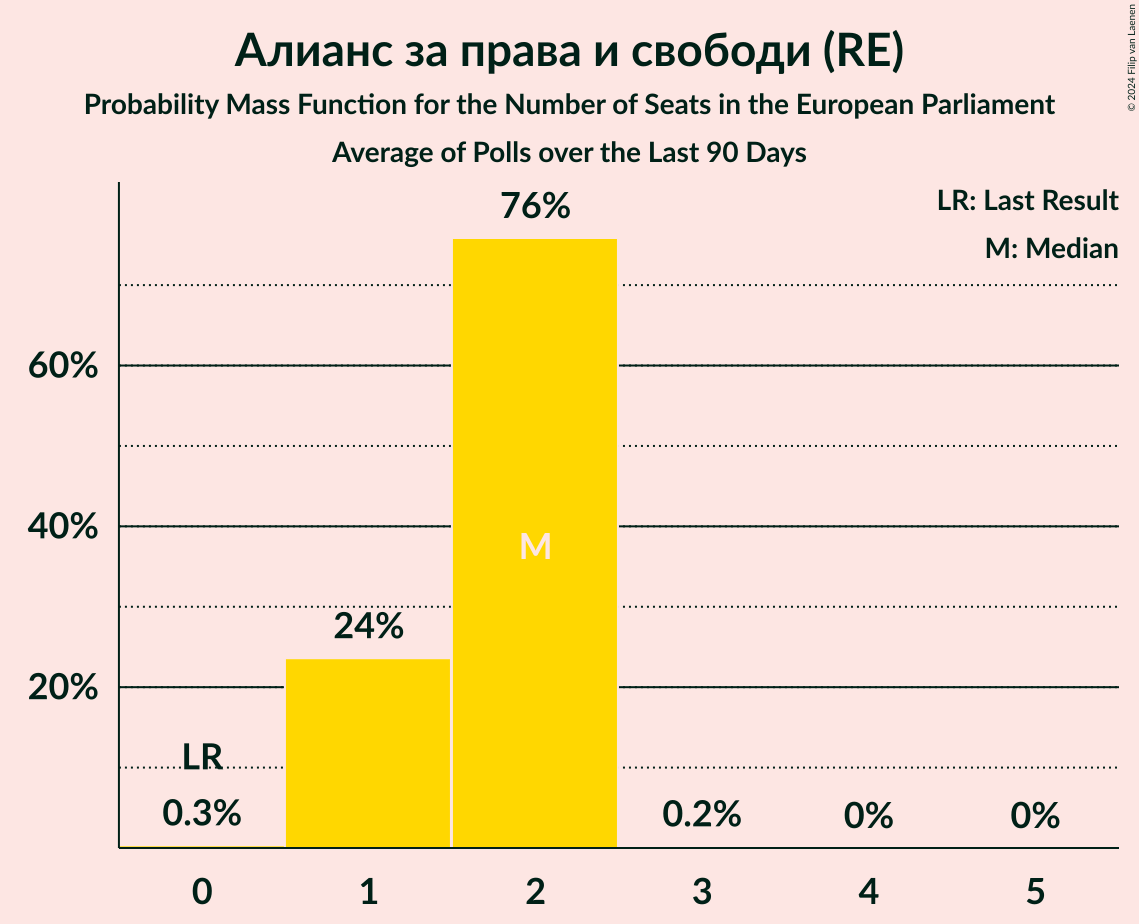 Алианс за права и свободи (RE)
Probability Mass Function for the Number of Seats in the European Parliament
Average of Polls over the Last 90 Days
© 2024 Filip van Laenen
LR: Last Result
M: Median
76%
60%
40%
M
24%
20%
LR
0.3%
0.2%
0%
0%
0
1
2
3
4
5